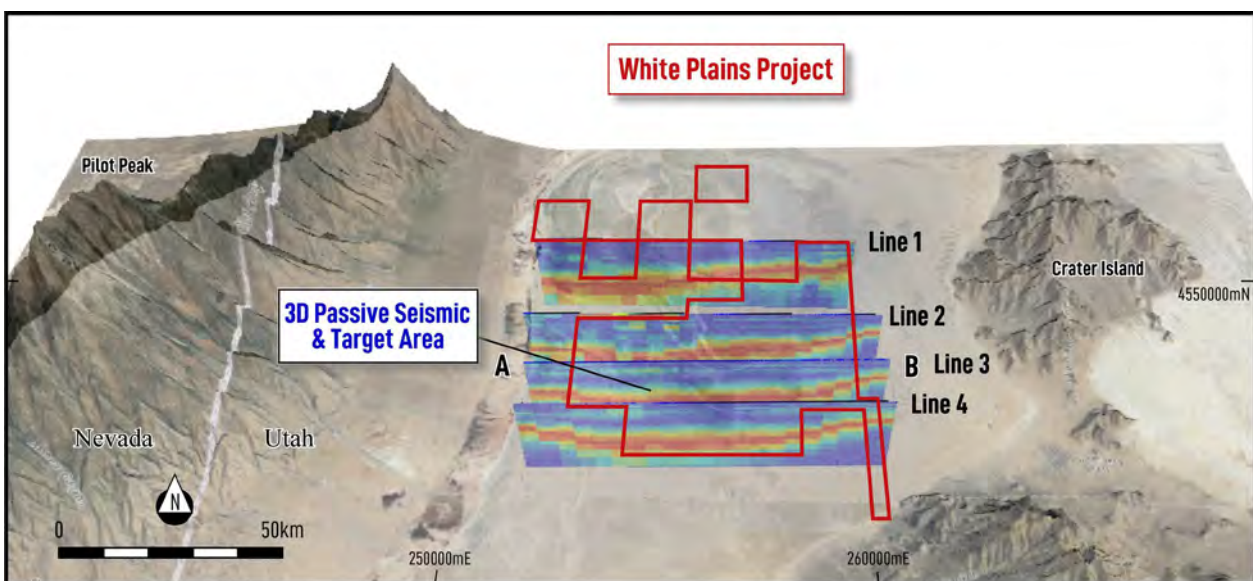 White Plains Project
Pilot Peak
Line 1
Crater Island
4550000mN
3D Passive Seismic
& Target Area
Line 2
A
B
Line 3
Line 4
Nevada
Utah
N
0
50km
250000mE
260000mE